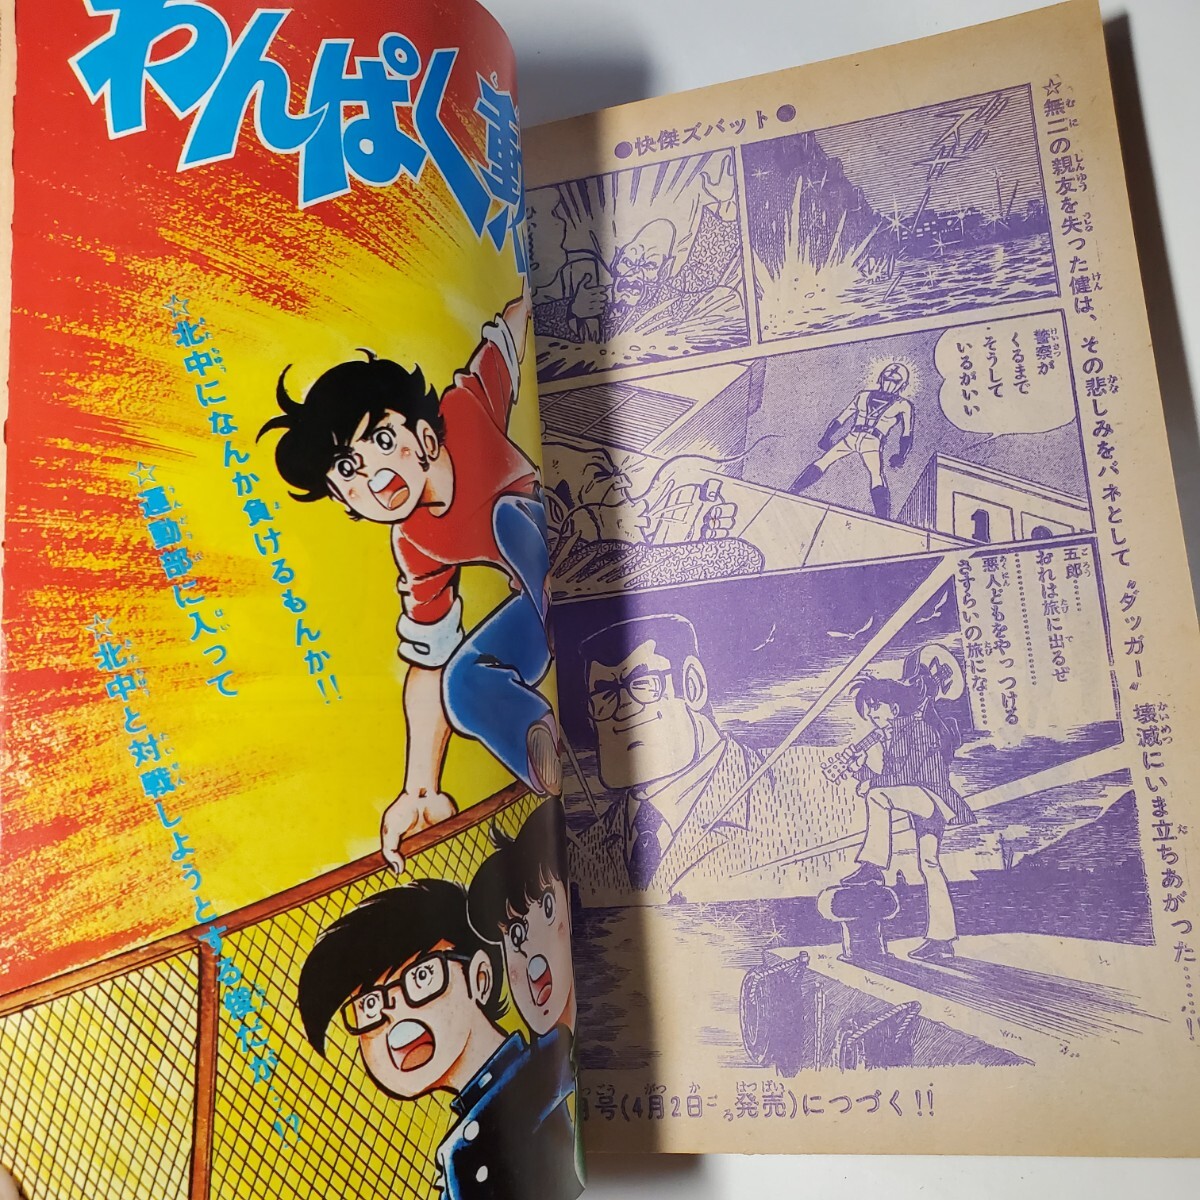 ●快傑ズバット●
☆無二の親友を失った健は、その悲しみをバネとして〝ダッガー〟壊滅にいま立ちあがった………!!
警察が
くるまで
そうして
いるがいい
五郎……
おれは旅に出るぜ
…………………
悪人どもをやっつける
さすらいの旅にな……
月号(4月2日ごろ発売)につづく!!
わんぱく
☆北中になんか負けるもんか!!
☆運動部に入って
☆北中と対戦しようとする俊だが…!?